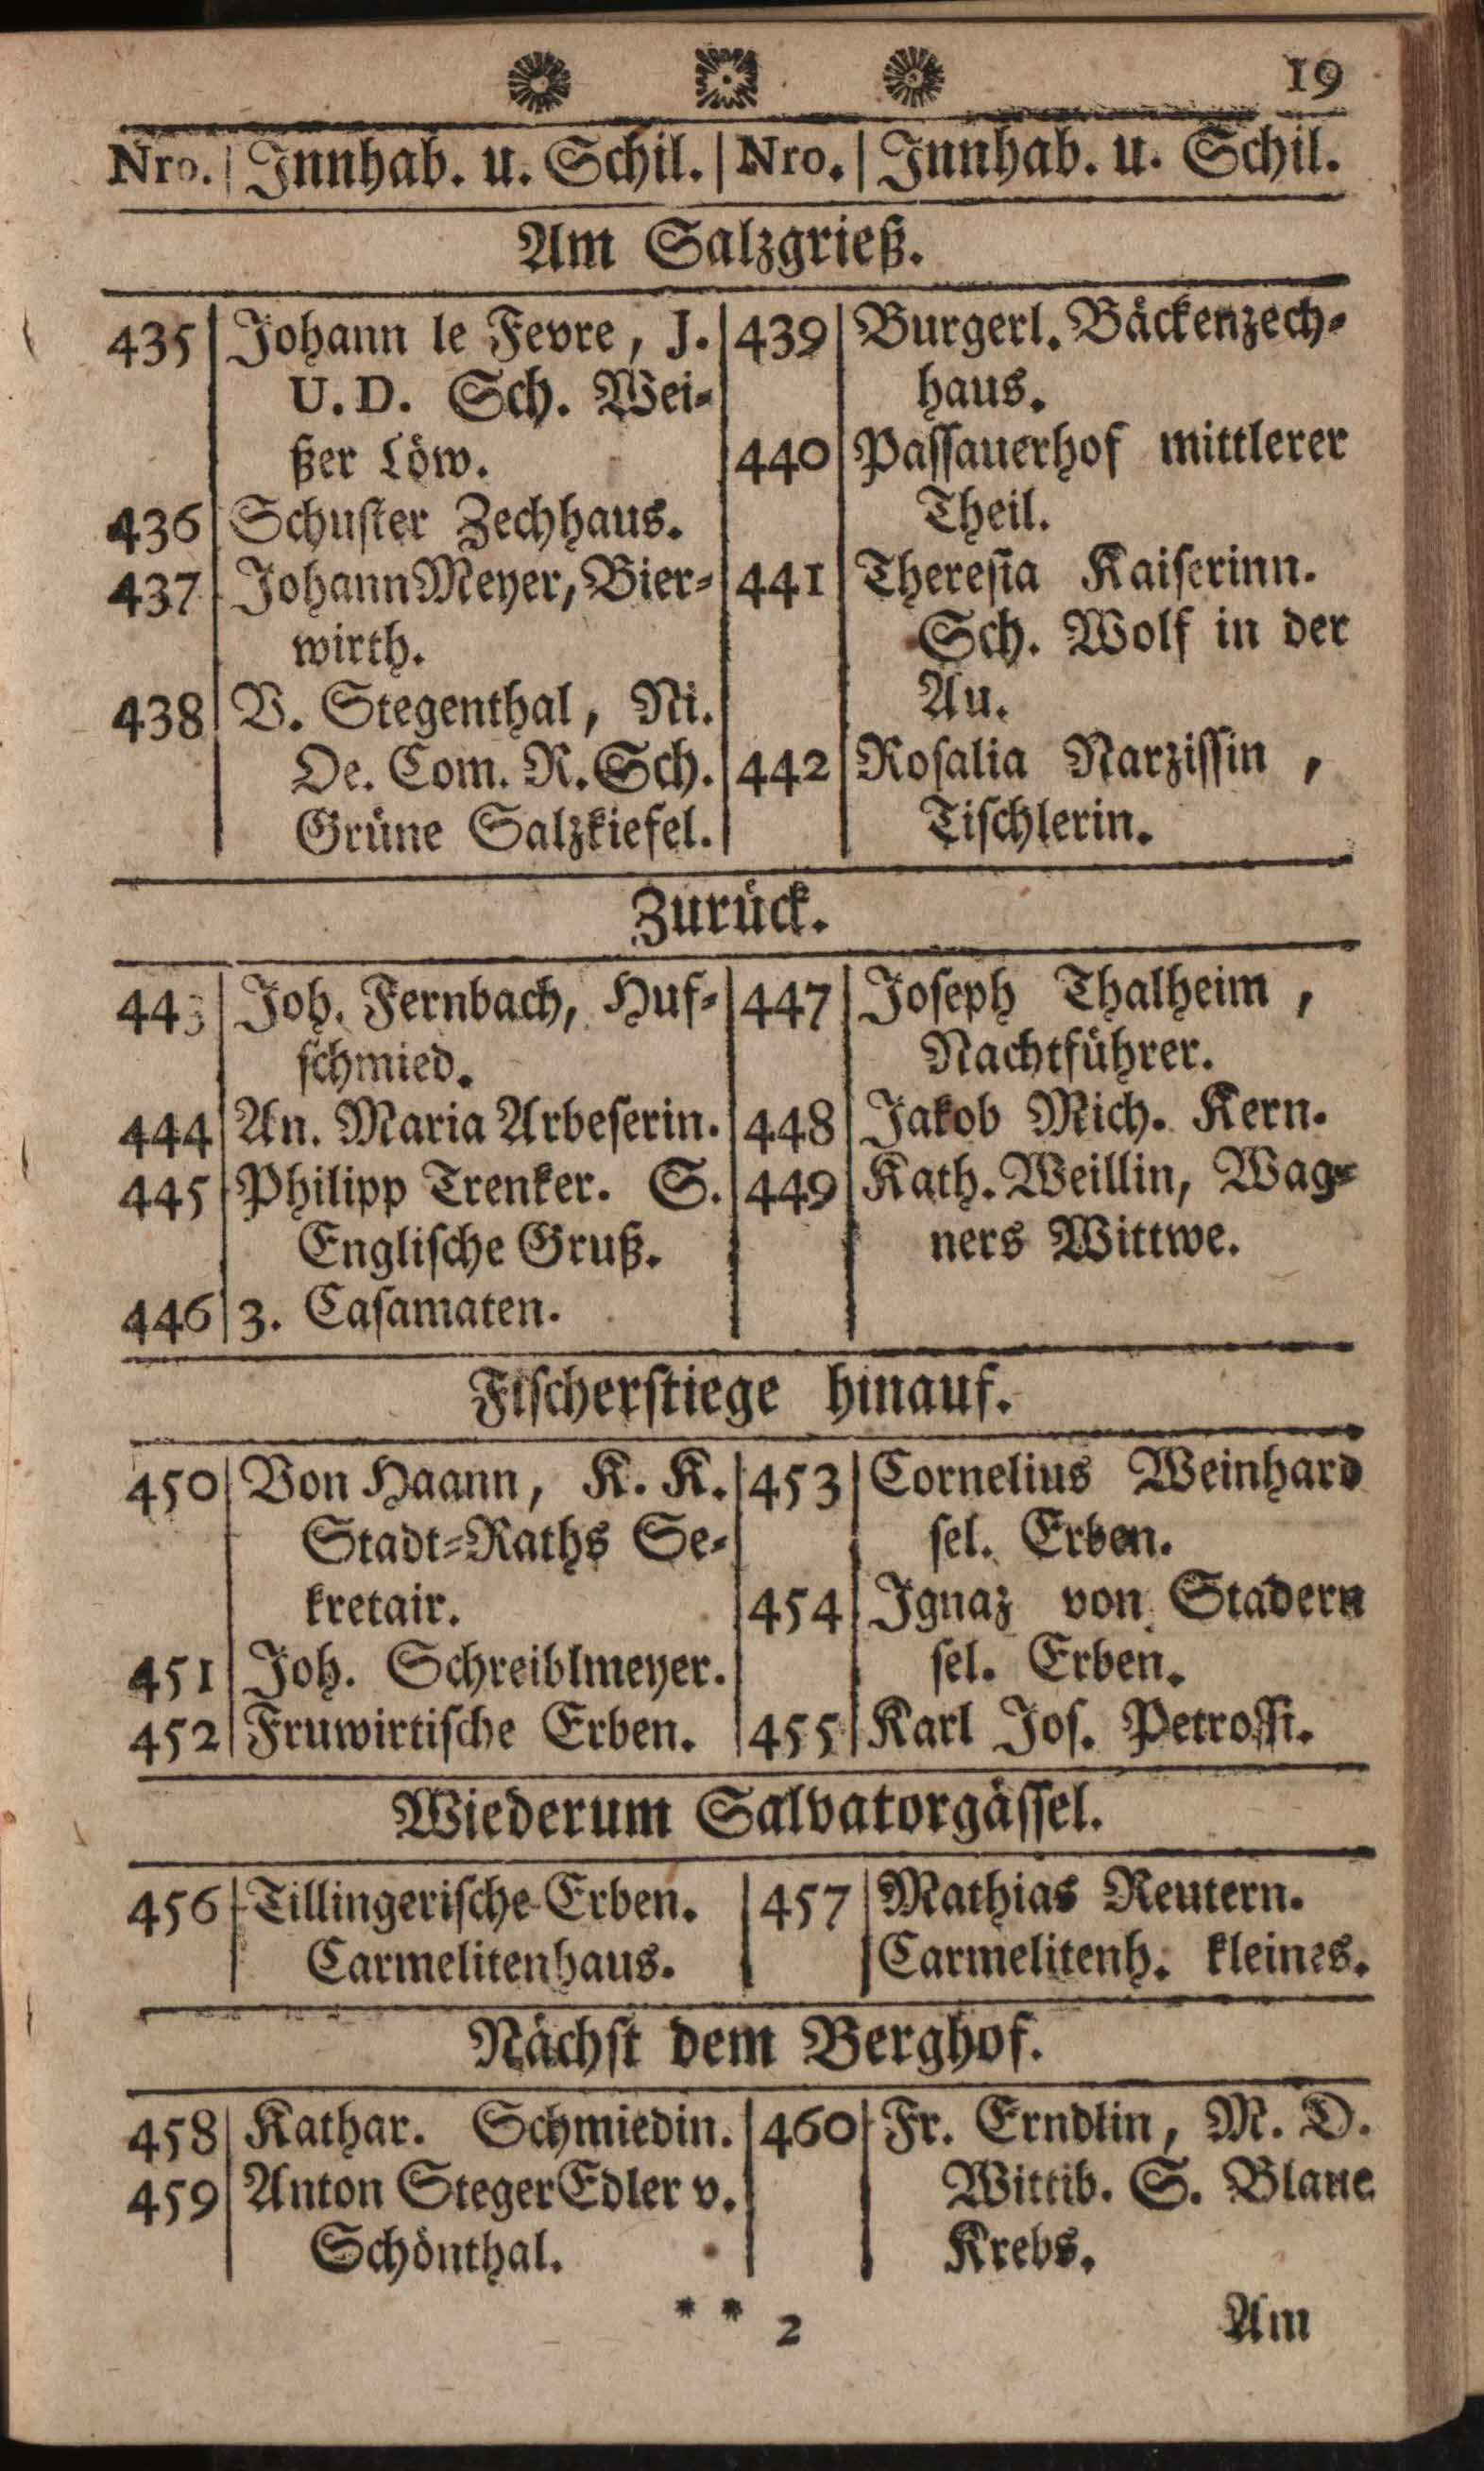 19
Nro. | Innhab. u. Schil. | Nro. | Innhab. u. Schil.
Am Salzgrieß.
435 Johann le Fevre, J.
U. D. Sch. Wei-
ßer Löw.
436 Schuster Zechhaus.
437 Johann Meyer, Bier-
wirth.
438 V. Stegenthal, Ni.
Oe. Com. R. Sch.
Grüne Salzkiefel.
439 Burgerl. Bäckenzech-
haus.
440 Passauerhof mittlerer
Theil.
441 Theresia Kaiserinn.
Sch. Wolf in der
Au.
442 Rosalia Narzissin,
Tischlerin.
Zurück.
443 Joh. Fernbach, Huf-
schmied.
444 An. Maria Arbeserin.
445 Philipp Trenker. S.
Englische Gruß.
446 3. Casamaten.
447 Joseph Thalheim,
Nachtführer.
448 Jakob Mich. Kern.
449 Kath. Weillin, Wag-
ners Wittwe.
Fischerstiege hinauf.
450 Von Haann, K. K.
Stadt-Raths Se-
kretair.
451 Joh. Schreiblmeyer.
452 Fruwirtische Erben.
453 Cornelius Weinhard
sel. Erben.
454 Ignaz von Stadern
sel. Erben.
455 Karl Jos. Petrossi.
Wiederum Salvatorgässel.
456 Tillingerische Erben.
Carmelitenhaus.
457 Mathias Reutern.
Carmelitenh. kleines.
Nächst dem Berghof.
458 Kathar. Schmiedin.
459 Anton Steger Edler v.
Schönthal.
460 Fr. Erndlin, M. D.
Wittib. S. Blaue
Krebs.
* * 2
Am